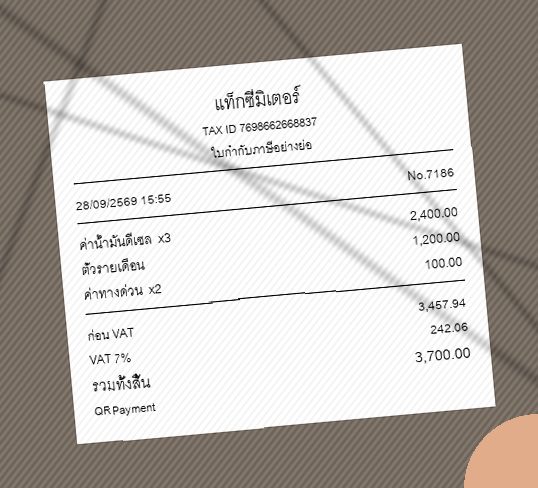 แท็กซี่มิเตอร์
TAX ID 7698662668837
ใบกำกับภาษีอย่างย่อ
28/09/2569 15:55 No.7186
ค่าน้ำมันดีเซล x3 2,400.00
ตั๋วรายเดือน 1,200.00
ค่าทางด่วน x2 100.00
ก่อน VAT 3,457.94
VAT 7% 242.06
รวมทั้งสิ้น 3,700.00
QR Payment